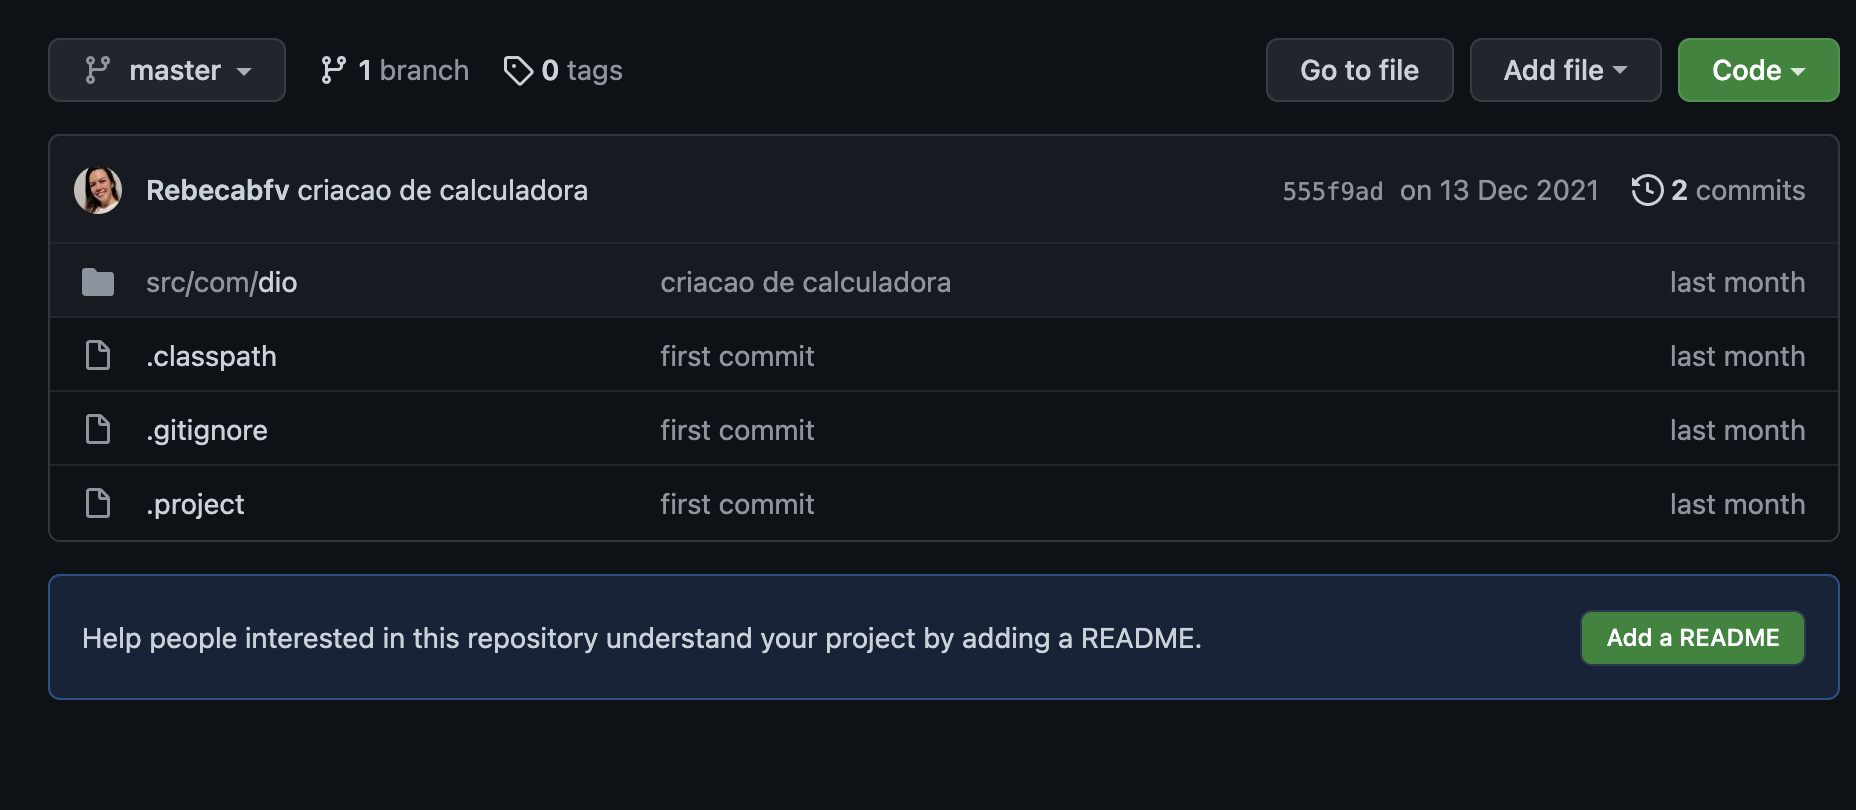 master 1 branch 0 tags Go to file Add file Code
Rebecabfv criacao de calculadora 555f9ad on 13 Dec 2021 2 commits
src/com/dio criacao de calculadora last month
.classpath first commit last month
.gitignore first commit last month
.project first commit last month
Help people interested in this repository understand your project by adding a README. Add a README